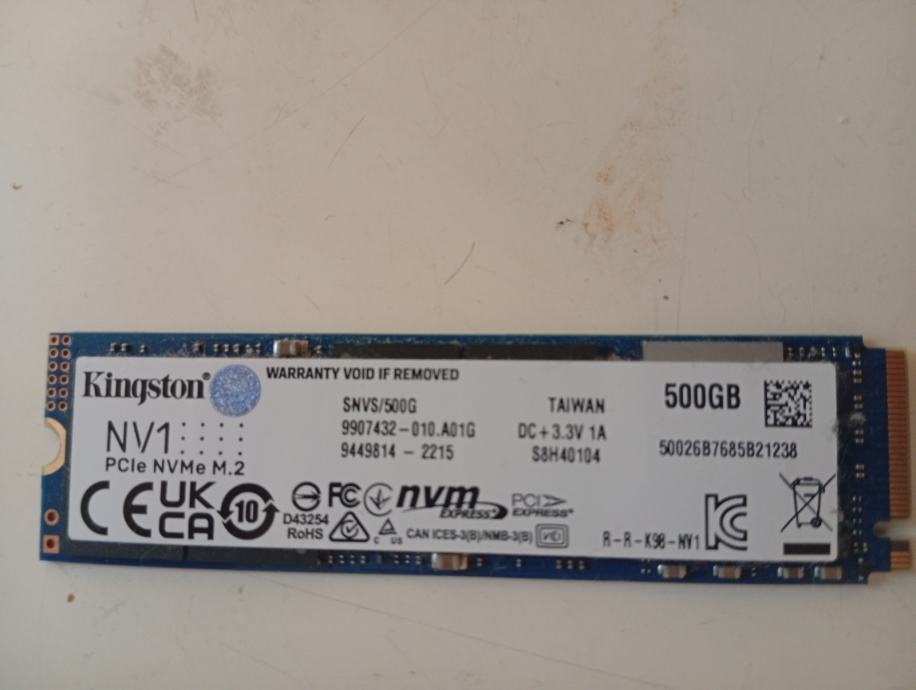 Kingston®
WARRANTY VOID IF REMOVED
NV1
PCIe NVMe M.2
SNVS/500G
9907432-010.A01G
9449814 - 2215
TAIWAN
DC+3.3V 1A
S8H40104
500GB
50026B7685B21238
CE
UK
CA
10
D43254
RoHS
FC
nvm
EXPRESS
PCI
EXPRESS®
C US
CAN ICES-3(B)/NMB-3(B)
R-R-K98-NV1